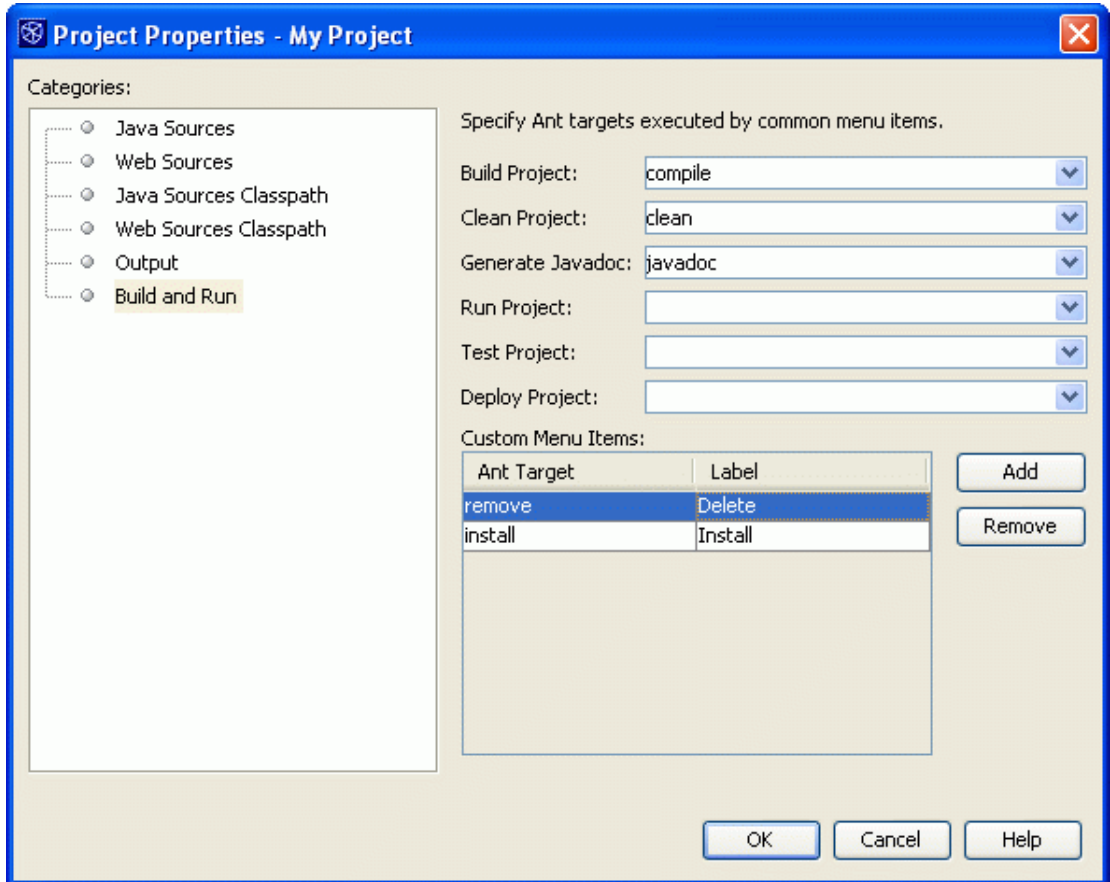 Project Properties - My Project
Categories:
Java Sources
Web Sources
Java Sources Classpath
Web Sources Classpath
Output
Build and Run
Specify Ant targets executed by common menu items.
Build Project: compile
Clean Project: clean
Generate Javadoc: javadoc
Run Project:
Test Project:
Deploy Project:
Custom Menu Items:
Ant Target Label
remove Delete
install Install
Add
Remove
OK Cancel Help